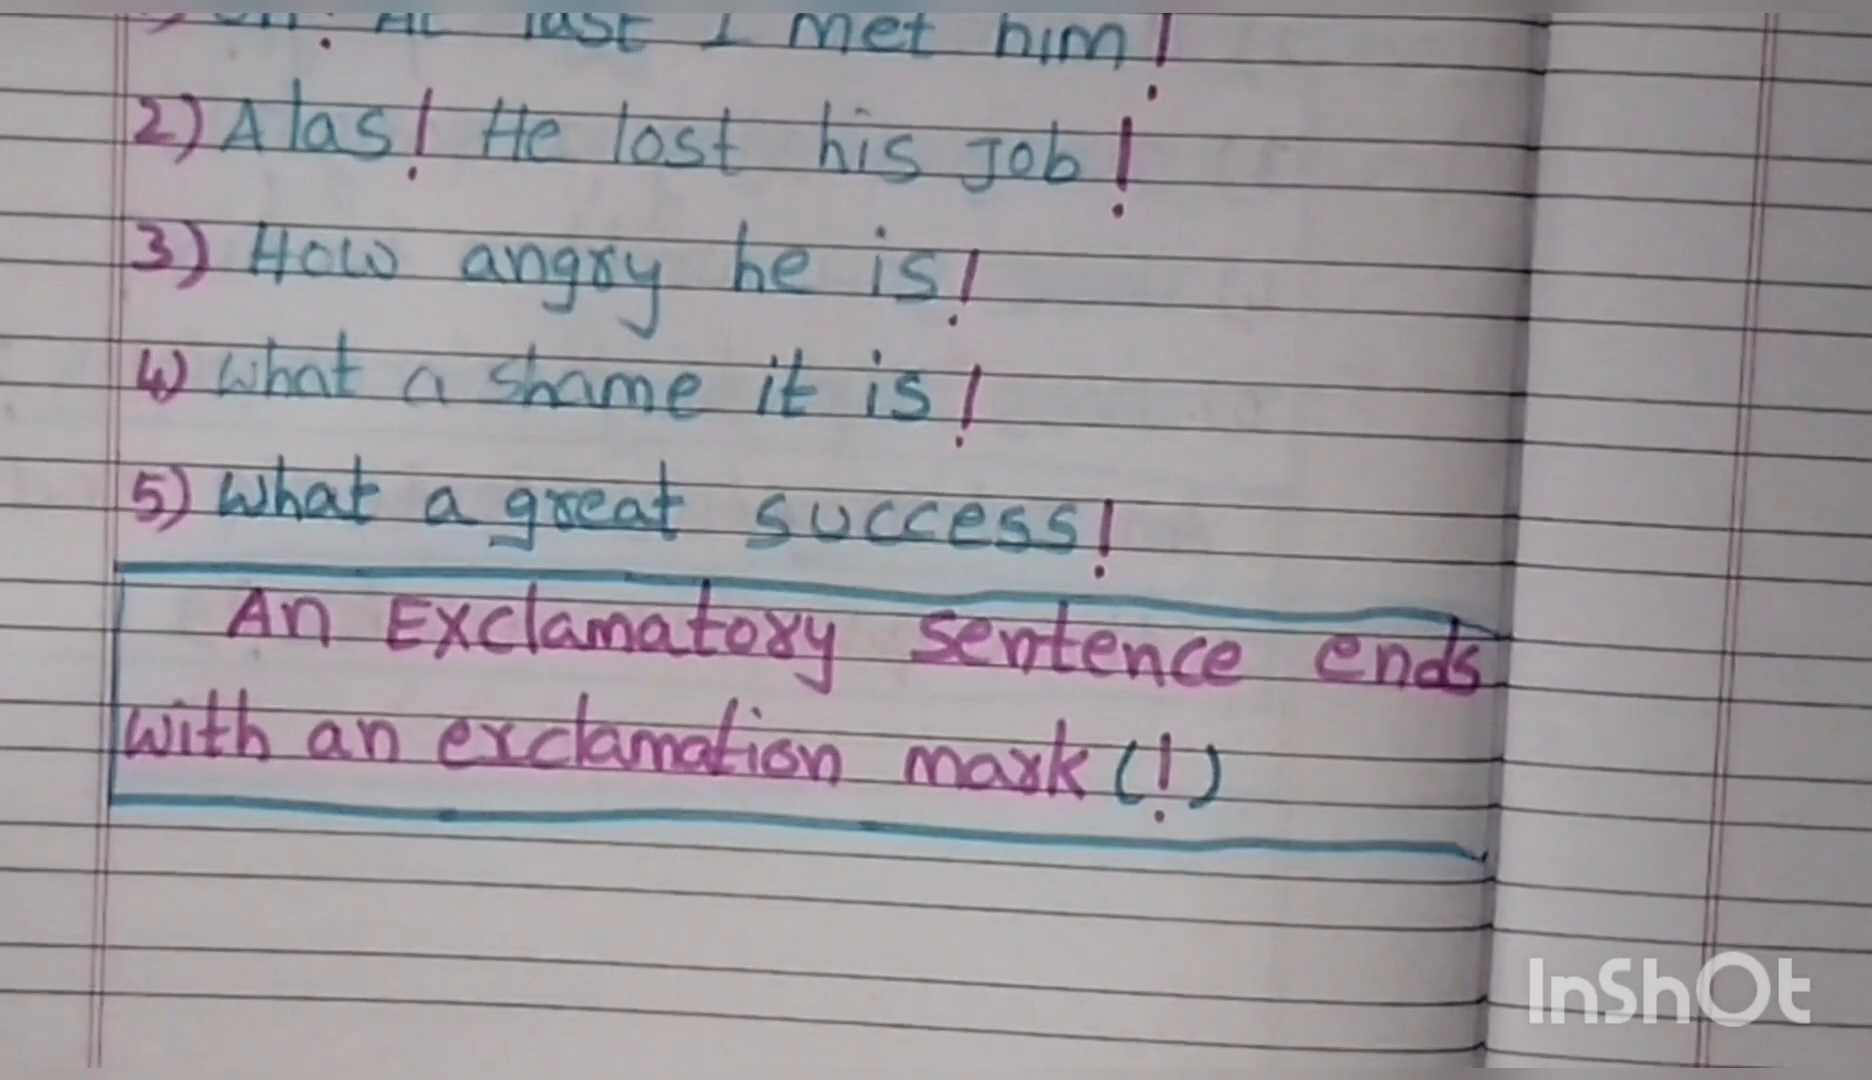 last I met him!
2) Alas! He lost his Job!
3) How angry he is!
4) What a shame it is!
5) What a great success!
An Exclamatory sentence ends
with an exclamation mark (!)
InShOt